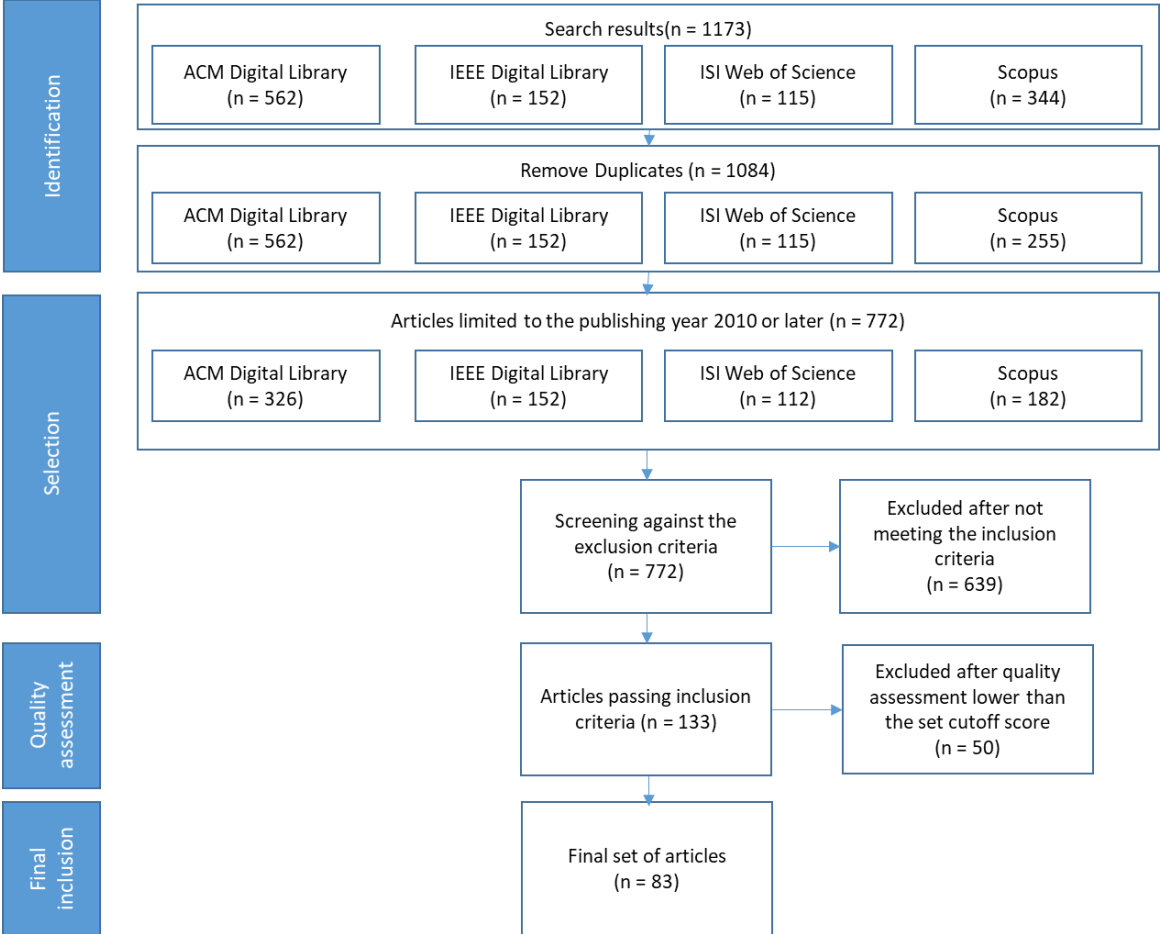 Identification
Search results(n = 1173)
ACM Digital Library
(n = 562)
IEEE Digital Library
(n = 152)
ISI Web of Science
(n = 115)
Scopus
(n = 344)
Remove Duplicates (n = 1084)
ACM Digital Library
(n = 562)
IEEE Digital Library
(n = 152)
ISI Web of Science
(n = 115)
Scopus
(n = 255)
Selection
Articles limited to the publishing year 2010 or later (n = 772)
ACM Digital Library
(n = 326)
IEEE Digital Library
(n = 152)
ISI Web of Science
(n = 112)
Scopus
(n = 182)
Screening against the
exclusion criteria
(n = 772)
Excluded after not
meeting the inclusion
criteria
(n = 639)
Quality
assessment
Articles passing inclusion
criteria (n = 133)
Excluded after quality
assessment lower than
the set cutoff score
(n = 50)
Final
inclusion
Final set of articles
(n = 83)